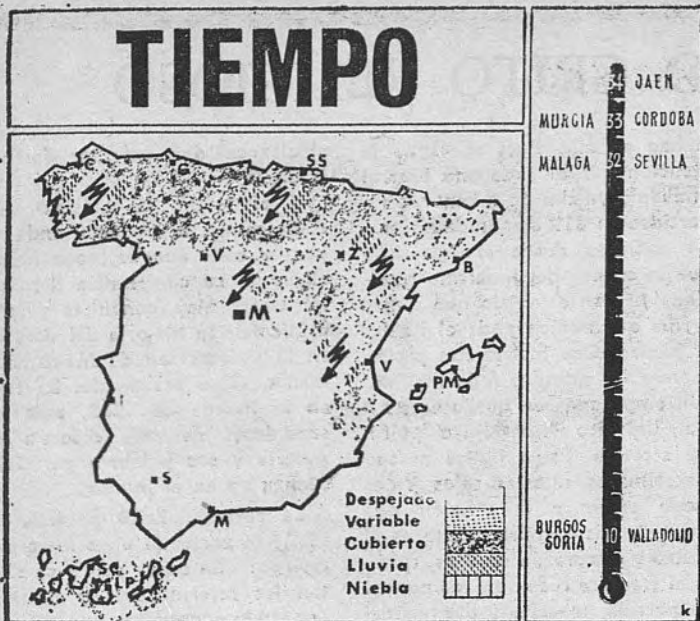 TIEMPO
C
G
SS
V
Z
B
M
V
PM
S
M
SC
LP
Despejado
Variable
Cubierto
Lluvia
Niebla
34 JAEN
MURCIA 33 CORDOBA
MALAGA 32 SEVILLA
BURGOS
SORIA 10 VALLADOLID
k